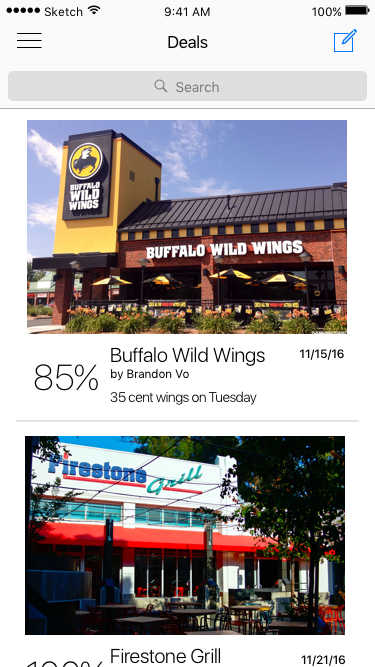 Sketch 9:41 AM 100%
Deals
Search
BUFFALO
WILD
WINGS
BUFFALO WILD WINGS
Buffalo Wild Wings 11/15/16
85%
by Brandon Vo
35 cent wings on Tuesday
Firestone Grill
Firestone Grill 11/21/16